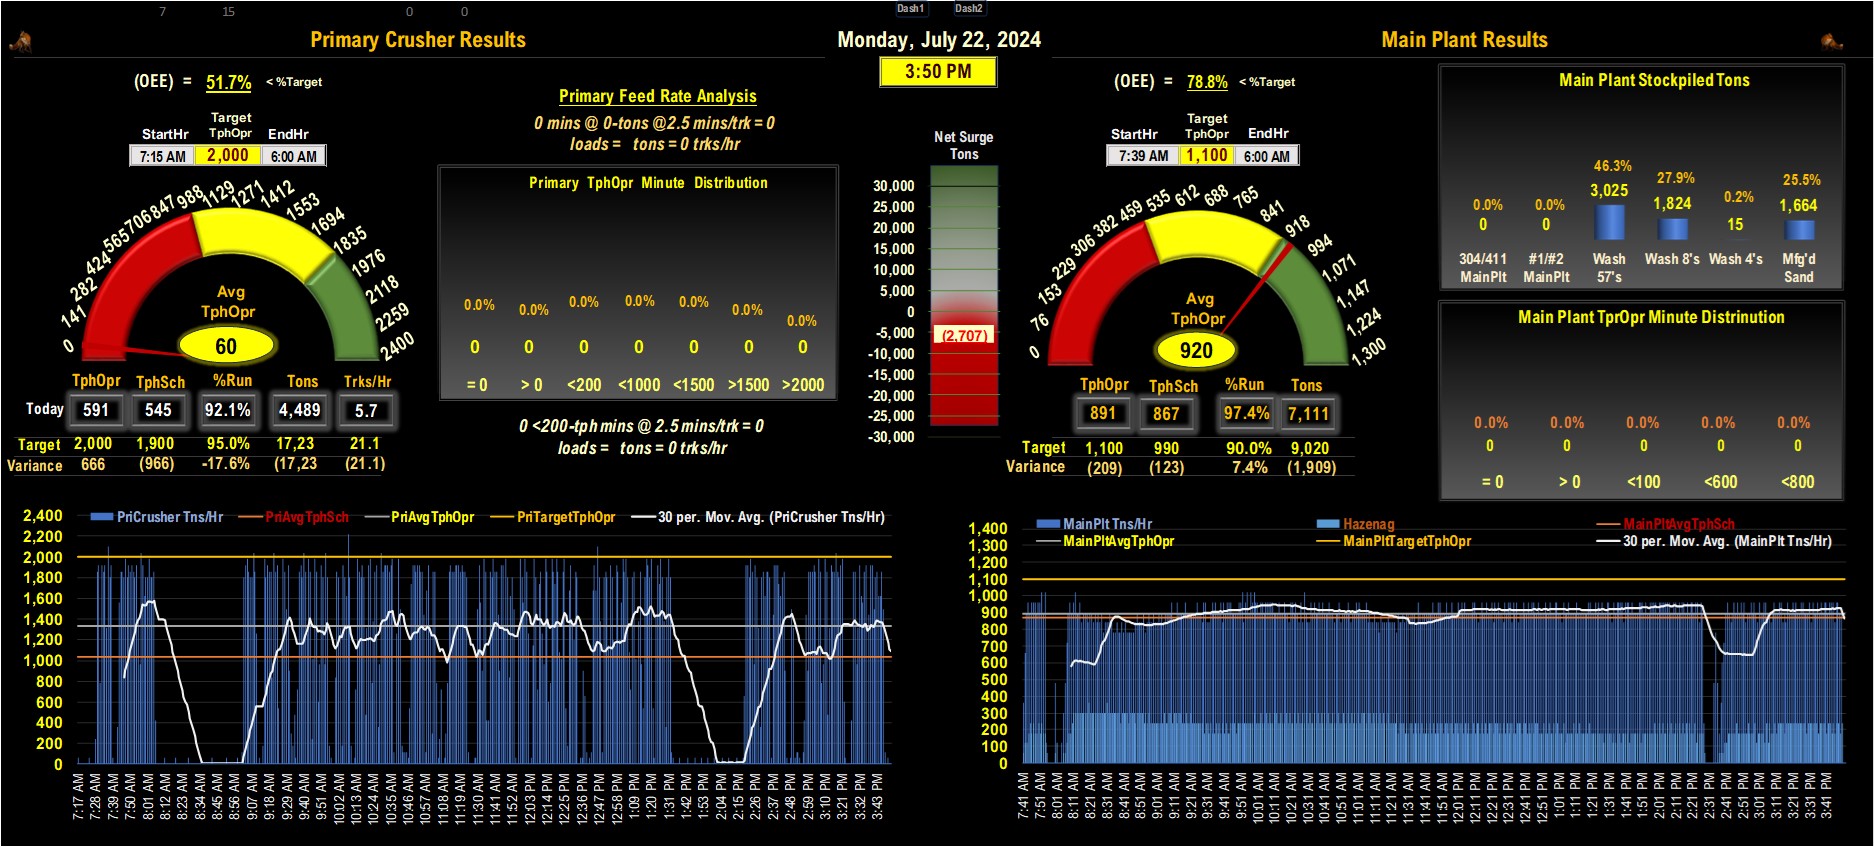 7 15 0 0 Dash1 Dash2
Primary Crusher Results
Monday, July 22, 2024
Main Plant Results
3:50 PM
(OEE) = 51.7% < %Target
Target
StartHr TphOpr EndHr
7:15 AM 2,000 6:00 AM
0 141 282 424 565 706 847 988 1129 1271 1412 1553 1694 1835 1976 2118 2259 2400
Avg
TphOpr
60
TphOpr TphSch %Run Tons Trks/Hr
Today 591 545 92.1% 4,489 5.7
Target 2,000 1,900 95.0% 17,23 21.1
Variance 666 (966) -17.6% (17,23 (21.1)
Primary Feed Rate Analysis
0 mins @ 0-tons @2.5 mins/trk = 0
loads = tons = 0 trks/hr
Primary TphOpr Minute Distribution
0.0% 0.0% 0.0% 0.0% 0.0% 0.0% 0.0%
0 0 0 0 0 0 0
= 0 > 0 <200 <1000 <1500 >1500 >2000
0 <200-tph mins @ 2.5 mins/trk = 0
loads = tons = 0 trks/hr
Net Surge
Tons
30,000
25,000
20,000
15,000
10,000
5,000
0
-5,000
(2,707)
-10,000
-15,000
-20,000
-25,000
-30,000
(OEE) = 78.8% < %Target
Target
StartHr TphOpr EndHr
7:39 AM 1,100 6:00 AM
0 76 153 229 306 382 459 535 612 688 765 841 918 994 1,071 1,147 1,224 1,300
Avg
TphOpr
920
TphOpr TphSch %Run Tons
891 867 97.4% 7,111
Target 1,100 990 90.0% 9,020
Variance (209) (123) 7.4% (1,909)
Main Plant Stockpiled Tons
0.0% 0.0% 46.3% 27.9% 0.2% 25.5%
0 0 3,025 1,824 15 1,664
304/411 #1/#2 Wash Wash 8's Wash 4's Mfg'd
MainPlt MainPlt 57's Sand
Main Plant TprOpr Minute Distrinution
0.0% 0.0% 0.0% 0.0% 0.0%
0 0 0 0 0
= 0 > 0 <100 <600 <800
PriCrusher Tns/Hr PriAvgTphSch PriAvgTphOpr PriTargetTphOpr 30 per. Mov. Avg. (PriCrusher Tns/Hr)
2,400
2,200
2,000
1,800
1,600
1,400
1,200
1,000
800
600
400
200
0
7:17 AM 7:28 AM 7:39 AM 7:50 AM 8:01 AM 8:12 AM 8:23 AM 8:34 AM 8:45 AM 8:56 AM 9:07 AM 9:18 AM 9:29 AM 9:40 AM 9:51 AM 10:02 AM 10:13 AM 10:24 AM 10:35 AM 10:46 AM 10:57 AM 11:08 AM 11:19 AM 11:30 AM 11:41 AM 11:52 AM 12:03 PM 12:14 PM 12:25 PM 12:36 PM 12:47 PM 12:58 PM 1:09 PM 1:20 PM 1:31 PM 1:42 PM 1:53 PM 2:04 PM 2:15 PM 2:26 PM 2:37 PM 2:48 PM 2:59 PM 3:10 PM 3:21 PM 3:32 PM 3:43 PM
MainPlt Tns/Hr Hazenag MainPltAvgTphSch
MainPltAvgTphOpr MainPltTargetTphOpr 30 per. Mov. Avg. (MainPlt Tns/Hr)
1,400
1,300
1,200
1,100
1,000
900
800
700
600
500
400
300
200
100
0
7:41 AM 7:51 AM 8:01 AM 8:11 AM 8:31 AM 8:41 AM 8:51 AM 9:01 AM 9:11 AM 9:21 AM 9:31 AM 9:41 AM 9:51 AM 10:01 AM 10:11 AM 10:21 AM 10:31 AM 10:41 AM 10:51 AM 11:01 AM 11:11 AM 11:21 AM 11:31 AM 11:41 AM 11:51 AM 12:01 PM 12:11 PM 12:21 PM 12:31 PM 12:41 PM 12:51 PM 1:01 PM 1:11 PM 1:21 PM 1:31 PM 1:41 PM 1:51 PM 2:01 PM 2:11 PM 2:21 PM 2:31 PM 2:41 PM 2:51 PM 3:01 PM 3:11 PM 3:21 PM 3:31 PM 3:41 PM